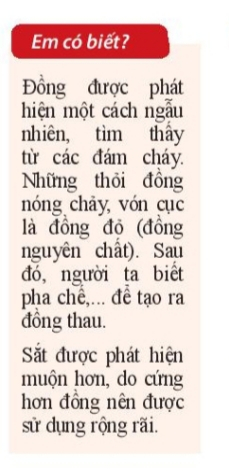 Em có biết?
Đồng được phát
hiện một cách ngẫu
nhiên, tìm thấy
từ các đám cháy.
Những thỏi đồng
nóng chảy, vón cục
là đồng đỏ (đồng
nguyên chất). Sau
đó, người ta biết
pha chế,... để tạo ra
đồng thau.
Sắt được phát hiện
muộn hơn, do cứng
hơn đồng nên được
sử dụng rộng rãi.